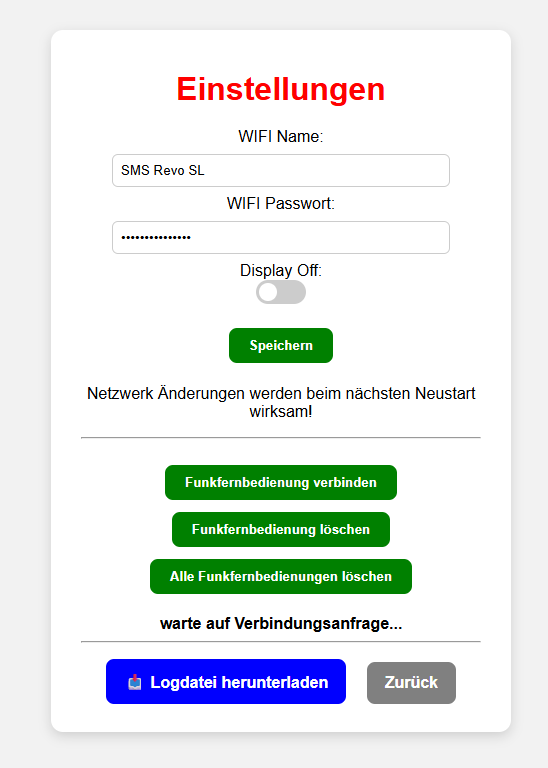 Einstellungen
WIFI Name:
SMS Revo SL
WIFI Passwort:
•••••••••••••••
Display Off:
Speichern
Netzwerk Änderungen werden beim nächsten Neustart
wirksam!
Funkfernbedienung verbinden
Funkfernbedienung löschen
Alle Funkfernbedienungen löschen
warte auf Verbindungsanfrage...
📥 Logdatei herunterladen
Zurück